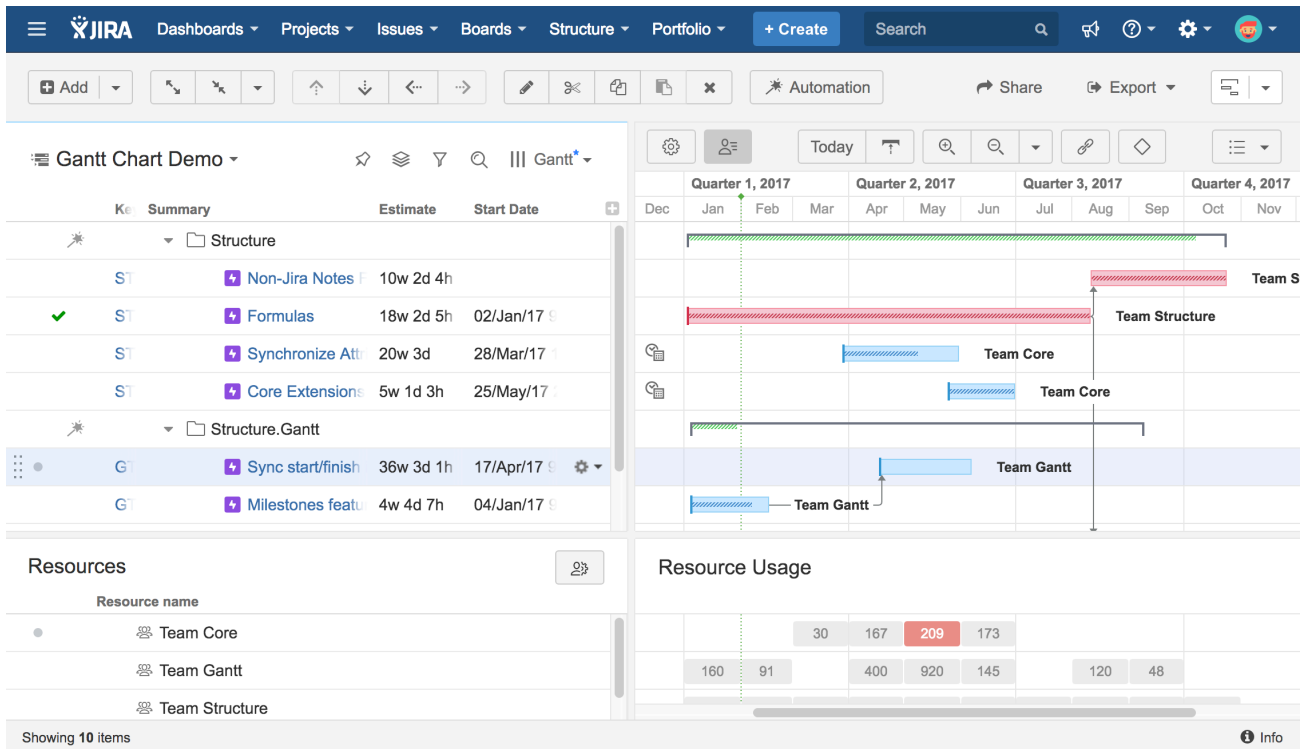 JIRA Dashboards Projects Issues Boards Structure Portfolio + Create Search
Add Automation Share Export
Gantt Chart Demo Gantt* Today
Quarter 1, 2017 Quarter 2, 2017 Quarter 3, 2017 Quarter 4, 2017
Summary Estimate Start Date Dec Jan Feb Mar Apr May Jun Jul Aug Sep Oct Nov
Structure
Non-Jira Notes 10w 2d 4h Team S
Formulas 18w 2d 5h 02/Jan/17 Team Structure
Synchronize Attr 20w 3d 28/Mar/17 Team Core
Core Extensions 5w 1d 3h 25/May/17 Team Core
Structure.Gantt
Sync start/finish 36w 3d 1h 17/Apr/17 Team Gantt
Milestones featu 4w 4d 7h 04/Jan/17 Team Gantt
Resources Resource Usage
Resource name
Team Core 30 167 209 173
Team Gantt 160 91 400 920 145 120 48
Team Structure
Showing 10 items Info